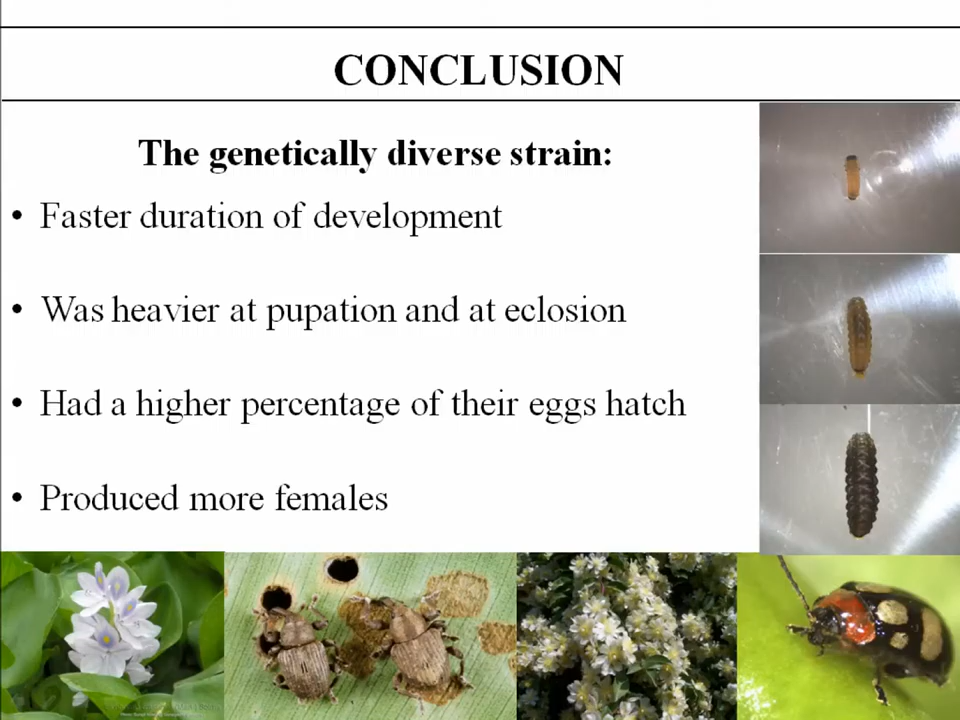 CONCLUSION
The genetically diverse strain:
• Faster duration of development
• Was heavier at pupation and at eclosion
• Had a higher percentage of their eggs hatch
• Produced more females